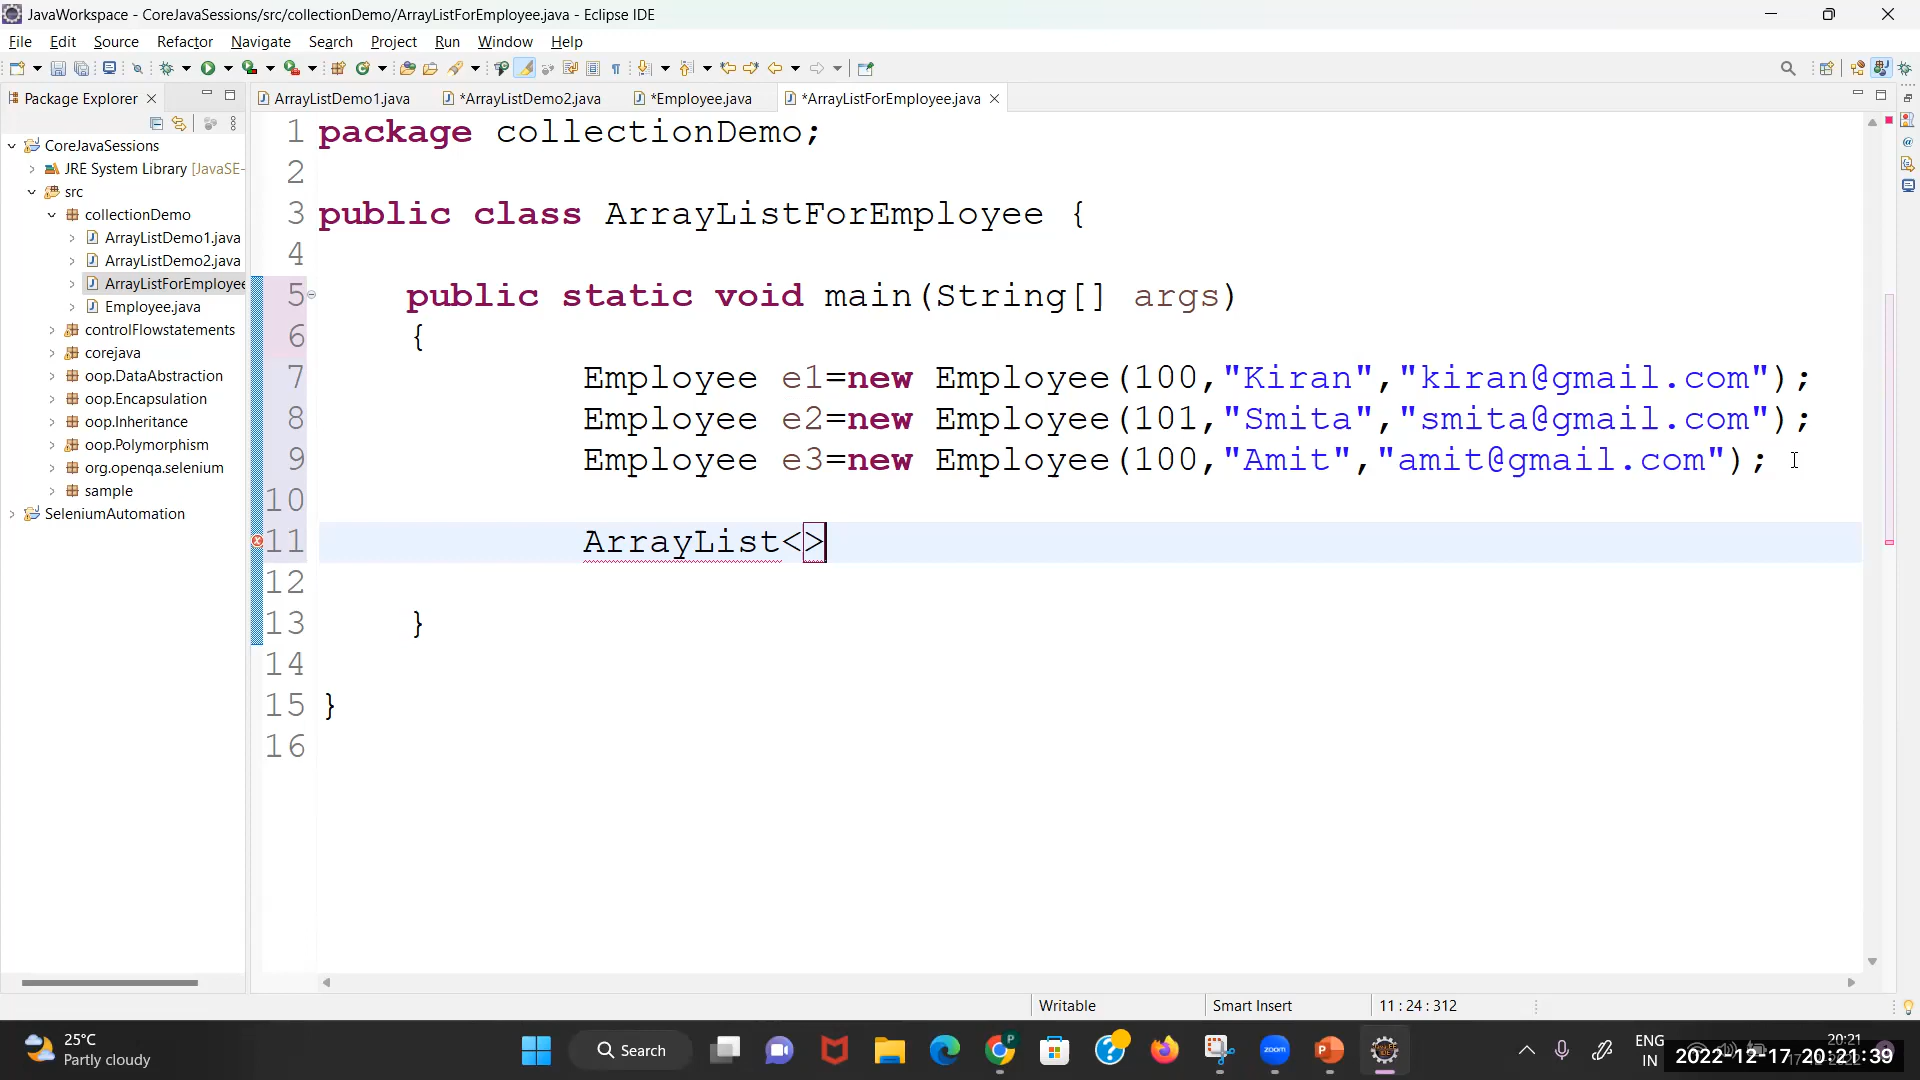 JavaWorkspace - CoreJavaSessions/src/collectionDemo/ArrayListForEmployee.java - Eclipse IDE
File Edit Source Refactor Navigate Search Project Run Window Help
Package Explorer
ArrayListDemo1.java *ArrayListDemo2.java *Employee.java *ArrayListForEmployee.java
CoreJavaSessions
JRE System Library [JavaSE-
src
collectionDemo
ArrayListDemo1.java
ArrayListDemo2.java
ArrayListForEmployee
Employee.java
controlFlowstatements
corejava
oop.DataAbstraction
oop.Encapsulation
oop.Inheritance
oop.Polymorphism
org.openqa.selenium
sample
SeleniumAutomation
1 package collectionDemo;
2
3 public class ArrayListForEmployee {
4
5 public static void main(String[] args)
6 {
7 Employee e1=new Employee(100,"Kiran","kiran@gmail.com");
8 Employee e2=new Employee(101,"Smita","smita@gmail.com");
9 Employee e3=new Employee(100,"Amit","amit@gmail.com");
10
11 ArrayList<>
12
13 }
14
15 }
16
Writable Smart Insert 11 : 24 : 312
25°C
Partly cloudy
Search
zoom
ENG
IN
20:21
2022-12-17 20:21:39